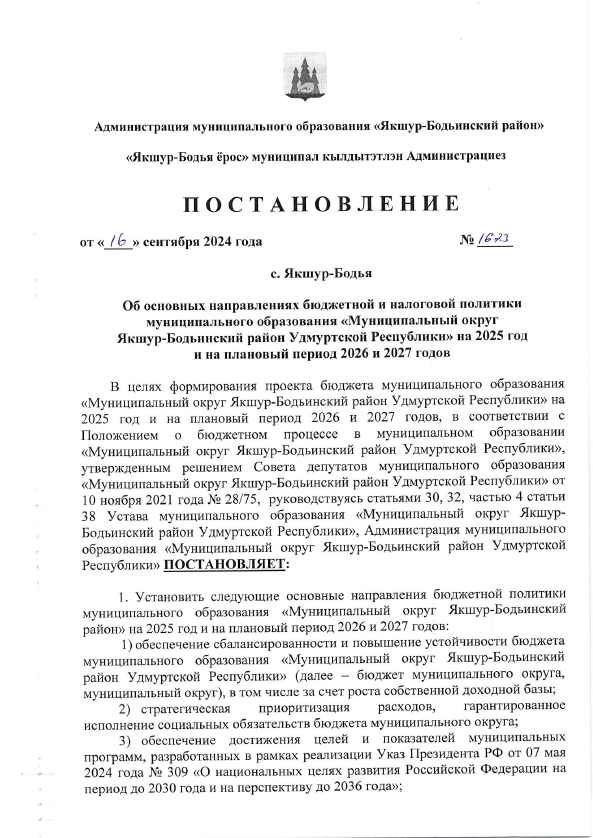 Администрация муниципального образования «Якшур-Бодьинский район»
«Якшур-Бодья ёрос» муниципал кылдытэтлэн Администрациез
ПОСТАНОВЛЕНИЕ
от «16» сентября 2024 года № 1623
с. Якшур-Бодья
Об основных направлениях бюджетной и налоговой политики
муниципального образования «Муниципальный округ
Якшур-Бодьинский район Удмуртской Республики» на 2025 год
и на плановый период 2026 и 2027 годов
В целях формирования проекта бюджета муниципального образования
«Муниципальный округ Якшур-Бодьинский район Удмуртской Республики» на
2025 год и на плановый период 2026 и 2027 годов, в соответствии с
Положением о бюджетном процессе в муниципальном образовании
«Муниципальный округ Якшур-Бодьинский район Удмуртской Республики»,
утвержденным решением Совета депутатов муниципального образования
«Муниципальный округ Якшур-Бодьинский район Удмуртской Республики» от
10 ноября 2021 года № 28/75, руководствуясь статьями 30, 32, частью 4 статьи
38 Устава муниципального образования «Муниципальный округ Якшур-
Бодьинский район Удмуртской Республики», Администрация муниципального
образования «Муниципальный округ Якшур-Бодьинский район Удмуртской
Республики» ПОСТАНОВЛЯЕТ:
1. Установить следующие основные направления бюджетной политики
муниципального образования «Муниципальный округ Якшур-Бодьинский
район» на 2025 год и на плановый период 2026 и 2027 годов:
1) обеспечение сбалансированности и повышение устойчивости бюджета
муниципального образования «Муниципальный округ Якшур-Бодьинский
район Удмуртской Республики» (далее – бюджет муниципального округа,
муниципальный округ), в том числе за счет роста собственной доходной базы;
2) стратегическая приоритизация расходов, гарантированное
исполнение социальных обязательств бюджета муниципального округа;
3) обеспечение достижения целей и показателей муниципальных
программ, разработанных в рамках реализации Указ Президента РФ от 07 мая
2024 года № 309 «О национальных целях развития Российской Федерации на
период до 2030 года и на перспективу до 2036 года»;